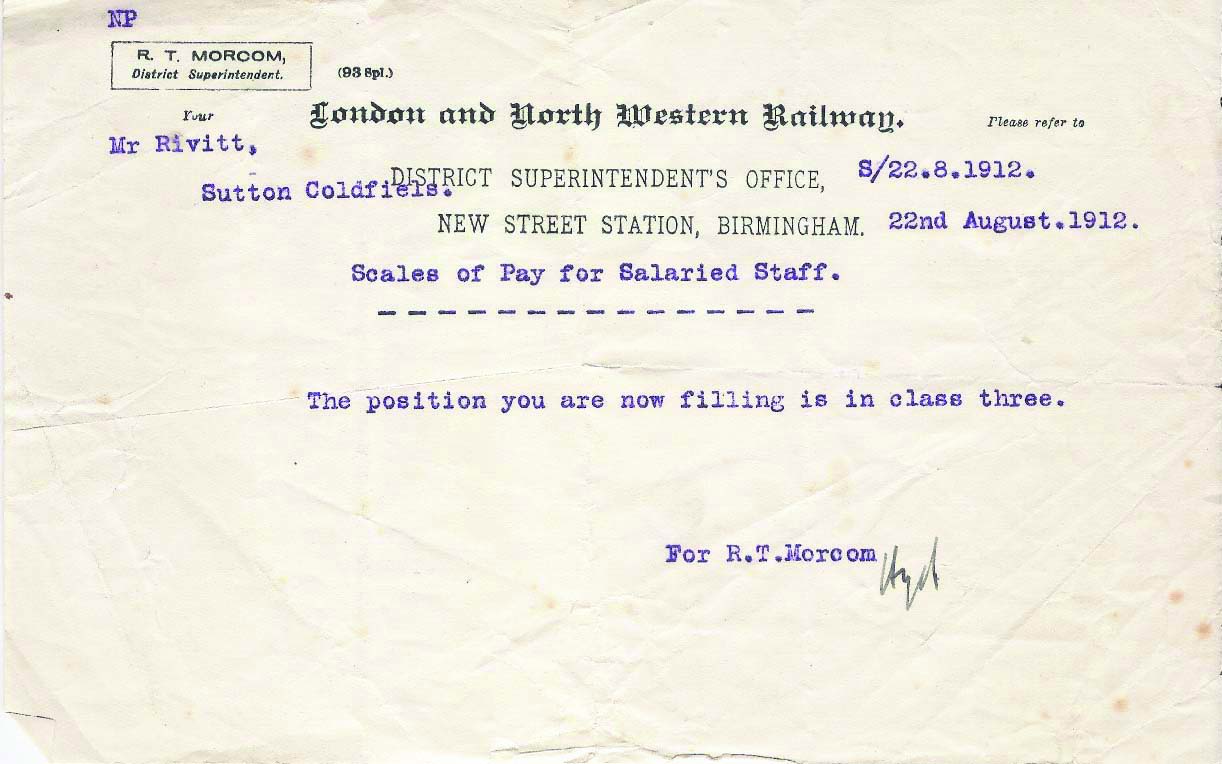 NP
R. T. MORCOM,
District Superintendent.
(93 Spl.)
Your
London and North Western Railway.
Please refer to
Mr Rivitt,
Sutton Coldfiels.
DISTRICT SUPERINTENDENT'S OFFICE,
S/22.8.1912.
NEW STREET STATION, BIRMINGHAM.
22nd August.1912.
Scales of Pay for Salaried Staff.
----------------
The position you are now filling is in class three.
For R.T.Morcom